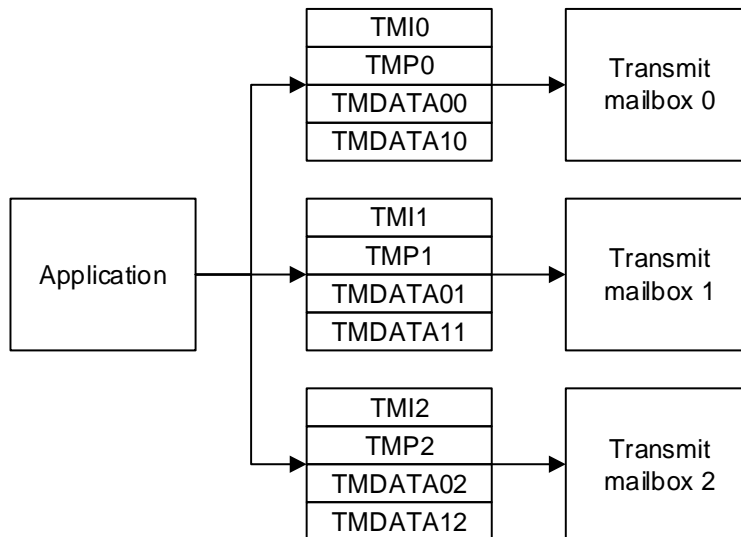 TMI0
TMP0
TMDATA00
TMDATA10
Transmit
mailbox 0
Application
TMI1
TMP1
TMDATA01
TMDATA11
Transmit
mailbox 1
TMI2
TMP2
TMDATA02
TMDATA12
Transmit
mailbox 2